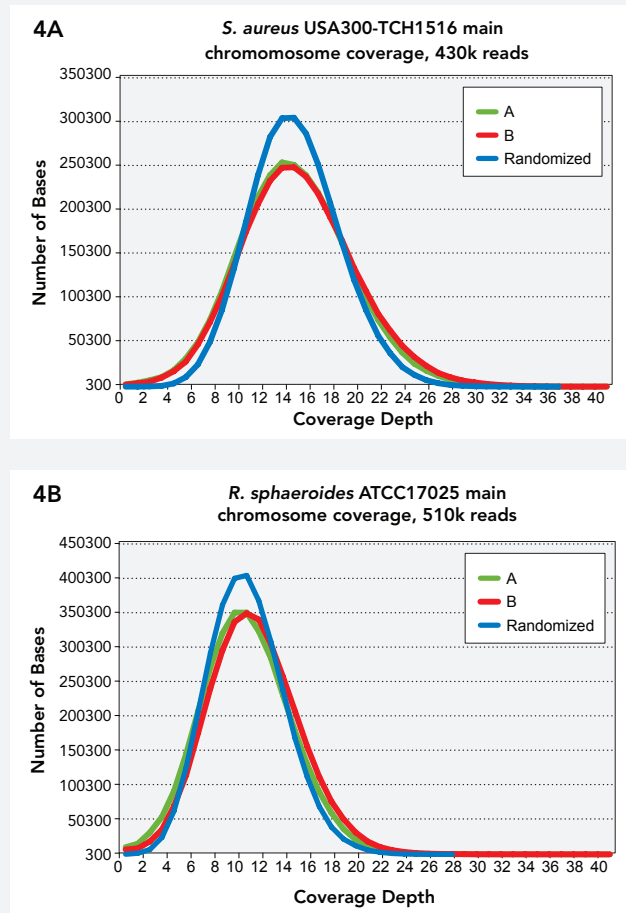 4A
S. aureus USA300-TCH1516 main
chromomosome coverage, 430k reads
350300
300300
250300
200300
150300
100300
50300
300
Number of Bases
A
B
Randomized
0 2 4 6 8 10 12 14 16 18 20 22 24 26 28 30 32 34 36 38 40
Coverage Depth
4B
R. sphaeroides ATCC17025 main
chromosome coverage, 510k reads
450300
400300
350300
300300
250300
200300
150300
100300
50300
300
Number of Bases
A
B
Randomized
0 2 4 6 8 10 12 14 16 18 20 22 24 26 28 30 32 34 36 38 40
Coverage Depth